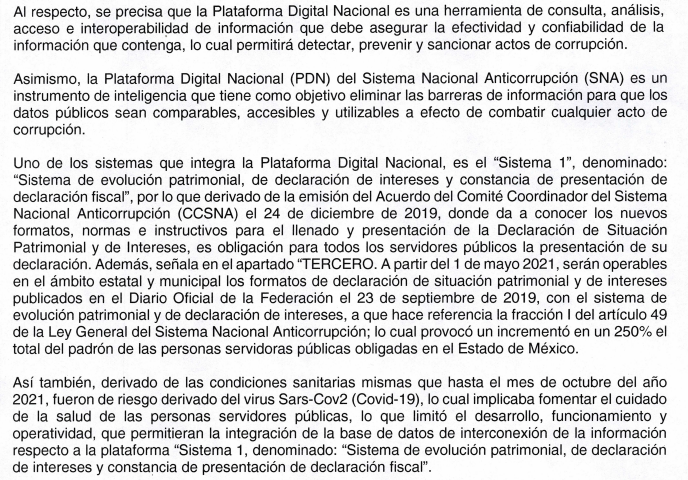 Al respecto, se precisa que la Plataforma Digital Nacional es una herramienta de consulta, análisis,
acceso e interoperabilidad de información que debe asegurar la efectividad y confiabilidad de la
información que contenga, lo cual permitirá detectar, prevenir y sancionar actos de corrupción.
Asimismo, la Plataforma Digital Nacional (PDN) del Sistema Nacional Anticorrupción (SNA) es un
instrumento de inteligencia que tiene como objetivo eliminar las barreras de información para que los
datos públicos sean comparables, accesibles y utilizables a efecto de combatir cualquier acto de
corrupción.
Uno de los sistemas que integra la Plataforma Digital Nacional, es el “Sistema 1”, denominado:
“Sistema de evolución patrimonial, de declaración de intereses y constancia de presentación de
declaración fiscal”, por lo que derivado de la emisión del Acuerdo del Comité Coordinador del Sistema
Nacional Anticorrupción (CCSNA) el 24 de diciembre de 2019, donde da a conocer los nuevos
formatos, normas e instructivos para el llenado y presentación de la Declaración de Situación
Patrimonial y de Intereses, es obligación para todos los servidores públicos la presentación de su
declaración. Además, señala en el apartado “TERCERO. A partir del 1 de mayo 2021, serán operables
en el ámbito estatal y municipal los formatos de declaración de situación patrimonial y de intereses
publicados en el Diario Oficial de la Federación el 23 de septiembre de 2019, con el sistema de
evolución patrimonial y de declaración de intereses, a que hace referencia la fracción I del artículo 49
de la Ley General del Sistema Nacional Anticorrupción; lo cual provocó un incrementó en un 250% el
total del padrón de las personas servidoras públicas obligadas en el Estado de México.
Así también, derivado de las condiciones sanitarias mismas que hasta el mes de octubre del año
2021, fueron de riesgo derivado del virus Sars-Cov2 (Covid-19), lo cual implicaba fomentar el cuidado
de la salud de las personas servidores públicas, lo que limitó el desarrollo, funcionamiento y
operatividad, que permitieran la integración de la base de datos de interconexión de la información
respecto a la plataforma “Sistema 1, denominado: “Sistema de evolución patrimonial, de declaración
de intereses y constancia de presentación de declaración fiscal”.